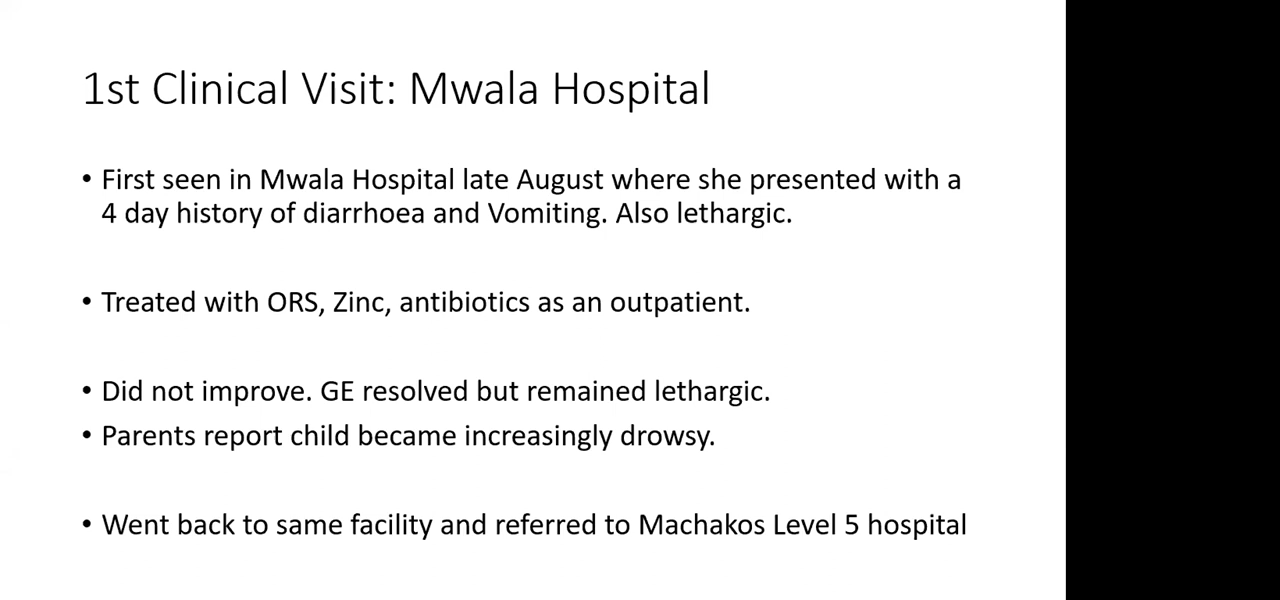 1st Clinical Visit: Mwala Hospital
• First seen in Mwala Hospital late August where she presented with a
4 day history of diarrhoea and Vomiting. Also lethargic.
• Treated with ORS, Zinc, antibiotics as an outpatient.
• Did not improve. GE resolved but remained lethargic.
• Parents report child became increasingly drowsy.
• Went back to same facility and referred to Machakos Level 5 hospital